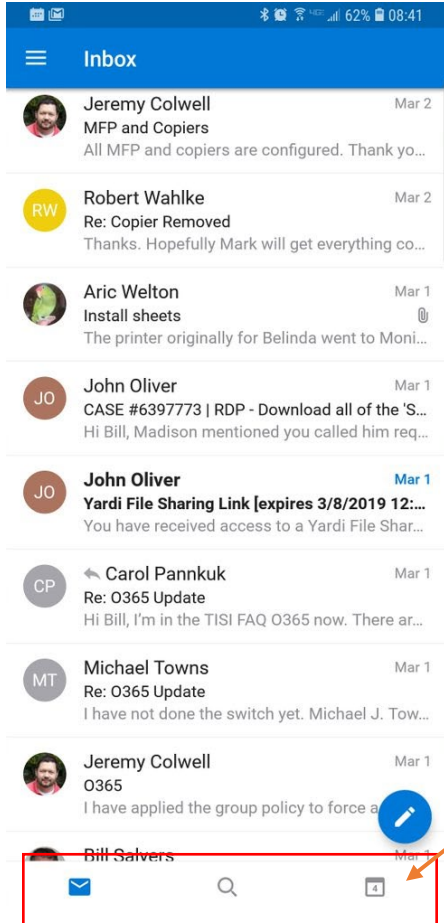 62% 08:41
Inbox
Jeremy Colwell Mar 2
MFP and Copiers
All MFP and copiers are configured. Thank yo...
RW Robert Wahlke Mar 2
Re: Copier Removed
Thanks. Hopefully Mark will get everything co...
Aric Welton Mar 1
Install sheets
The printer originally for Belinda went to Moni...
JO John Oliver Mar 1
CASE #6397773 | RDP - Download all of the 'S...
Hi Bill, Madison mentioned you called him req...
JO John Oliver Mar 1
Yardi File Sharing Link [expires 3/8/2019 12:...
You have received access to a Yardi File Shar...
CP Carol Pannkuk Mar 1
Re: O365 Update
Hi Bill, I'm in the TISI FAQ O365 now. There ar...
MT Michael Towns Mar 1
Re: O365 Update
I have not done the switch yet. Michael J. Tow...
Jeremy Colwell Mar 1
O365
I have applied the group policy to force a
Bill Salvers Mar 1
4